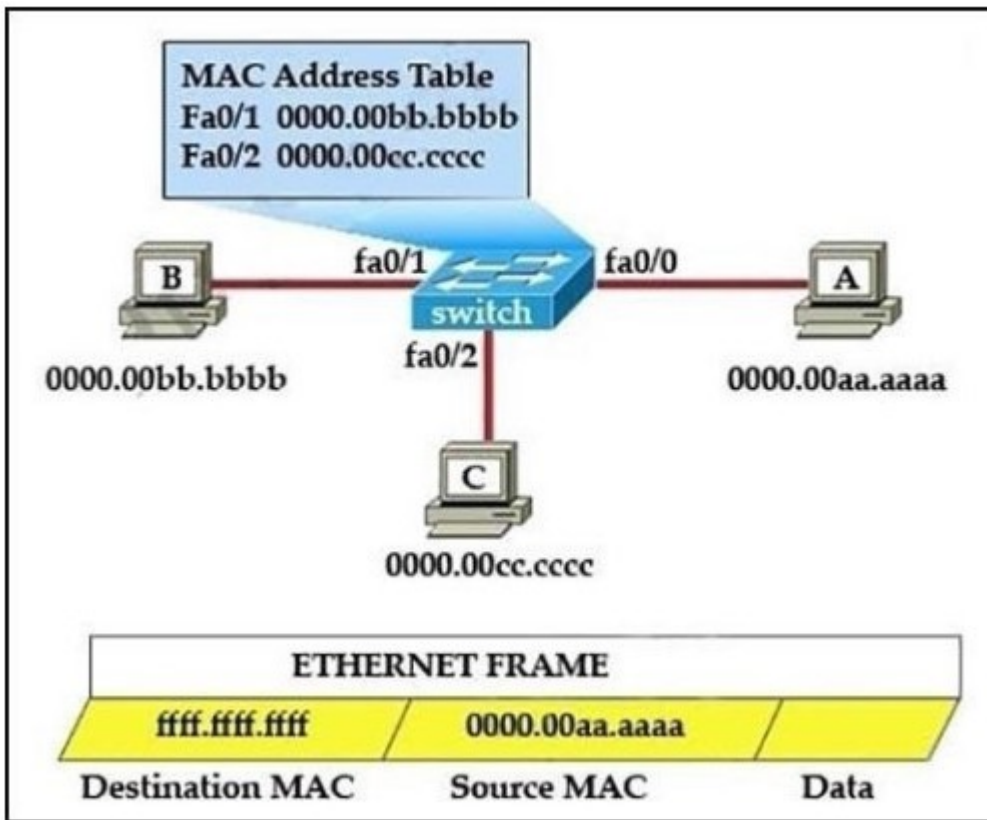 MAC Address Table
Fa0/1 0000.00bb.bbbb
Fa0/2 0000.00cc.cccc
B
fa0/1
fa0/0
A
switch
fa0/2
0000.00bb.bbbb
0000.00aa.aaaa
C
0000.00cc.cccc
ETHERNET FRAME
ffff.ffff.ffff
0000.00aa.aaaa
Destination MAC
Source MAC
Data